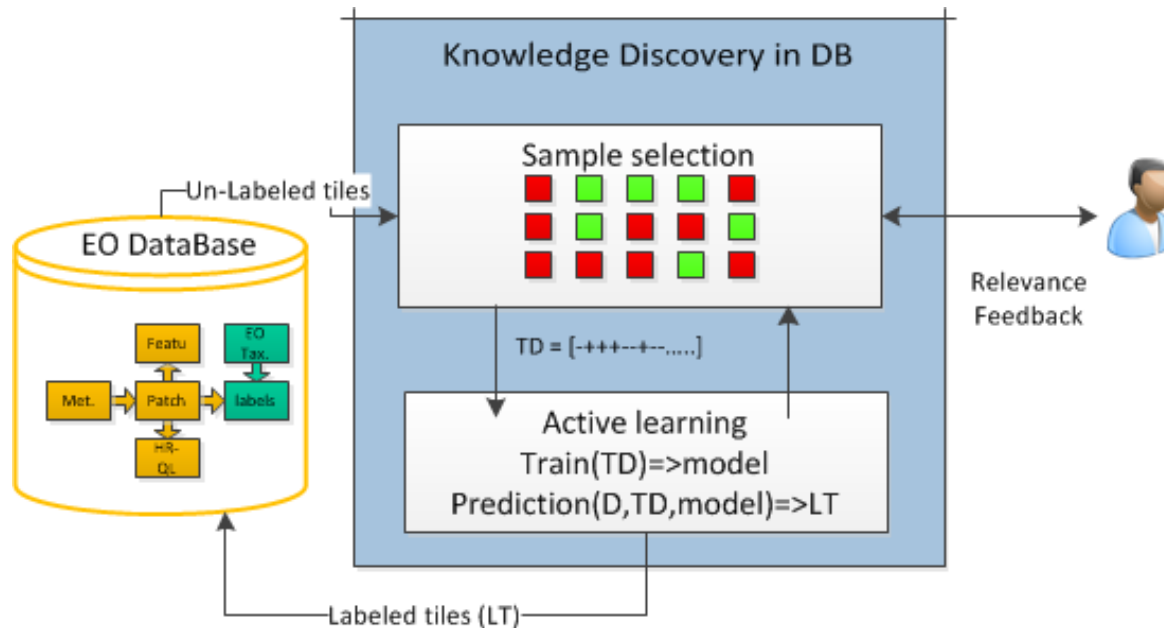 Knowledge Discovery in DB
Sample selection
Un-Labeled tiles
EO DataBase
Relevance
Feedback
TD = [-+++--+--.....]
Featu
EO
Tax.
Met.
Patch
labels
HR-
QL
Active learning
Train(TD)=>model
Prediction(D,TD,model)=>LT
Labeled tiles (LT)